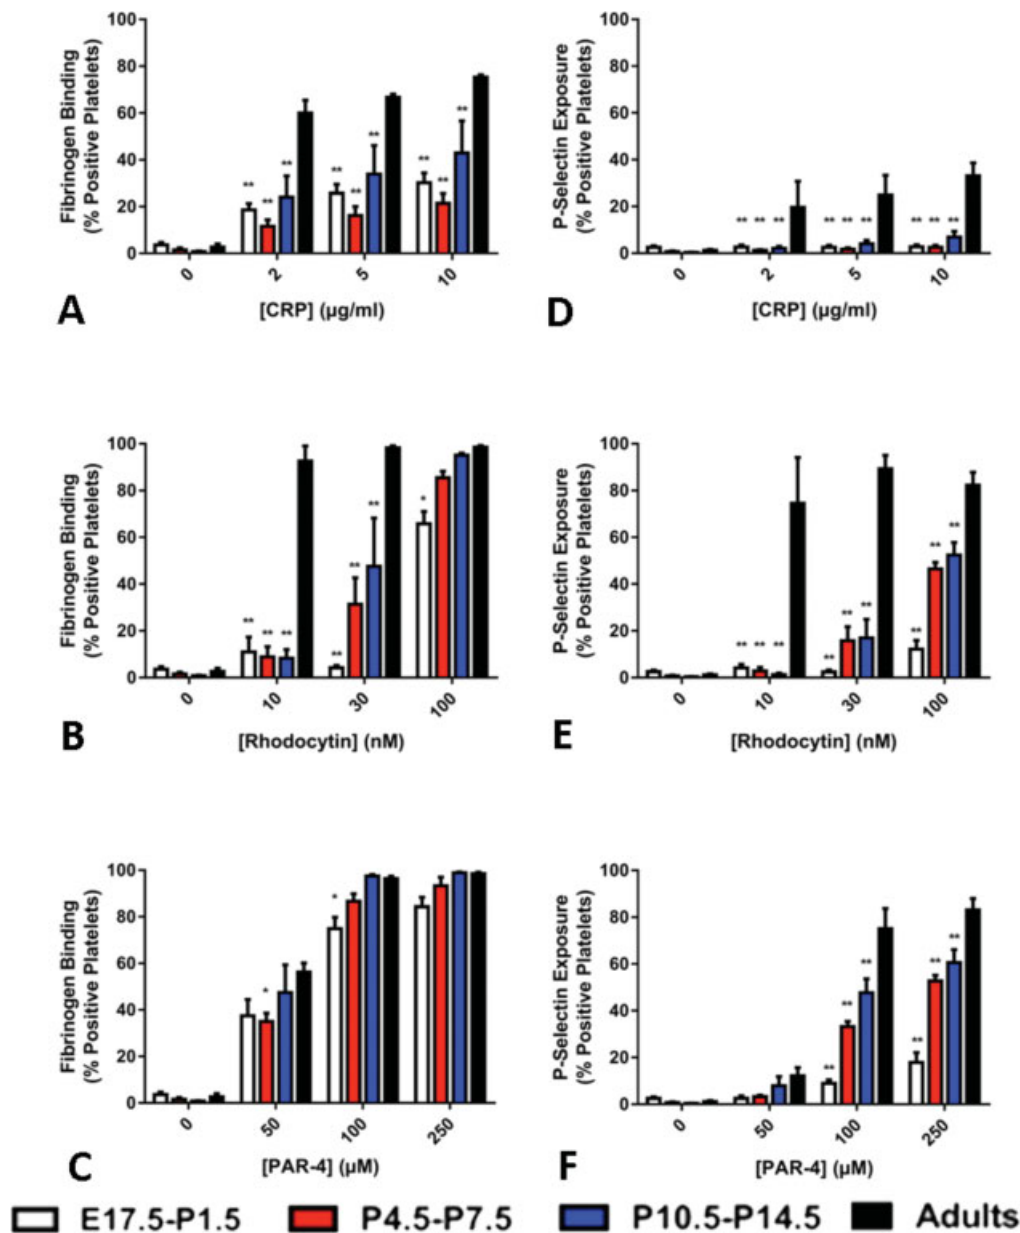 Fibrinogen Binding
(% Positive Platelets)
100
80
60
40
20
0
** ** **
** ** **
** ** **
0 2 5 10
[CRP] (µg/ml)
A
P-Selectin Exposure
(% Positive Platelets)
100
80
60
40
20
0
** ** **
** ** **
** ** **
0 2 5 10
[CRP] (µg/ml)
D
Fibrinogen Binding
(% Positive Platelets)
100
80
60
40
20
0
** ** **
** ** **
*
0 10 30 100
[Rhodocytin] (nM)
B
P-Selectin Exposure
(% Positive Platelets)
100
80
60
40
20
0
** ** **
** ** **
** ** **
0 10 30 100
[Rhodocytin] (nM)
E
Fibrinogen Binding
(% Positive Platelets)
100
80
60
40
20
0
*
*
0 50 100 250
[PAR-4] (µM)
C
P-Selectin Exposure
(% Positive Platelets)
100
80
60
40
20
0
** ** **
** ** **
0 50 100 250
[PAR-4] (µM)
F
E17.5-P1.5 P4.5-P7.5 P10.5-P14.5 Adults